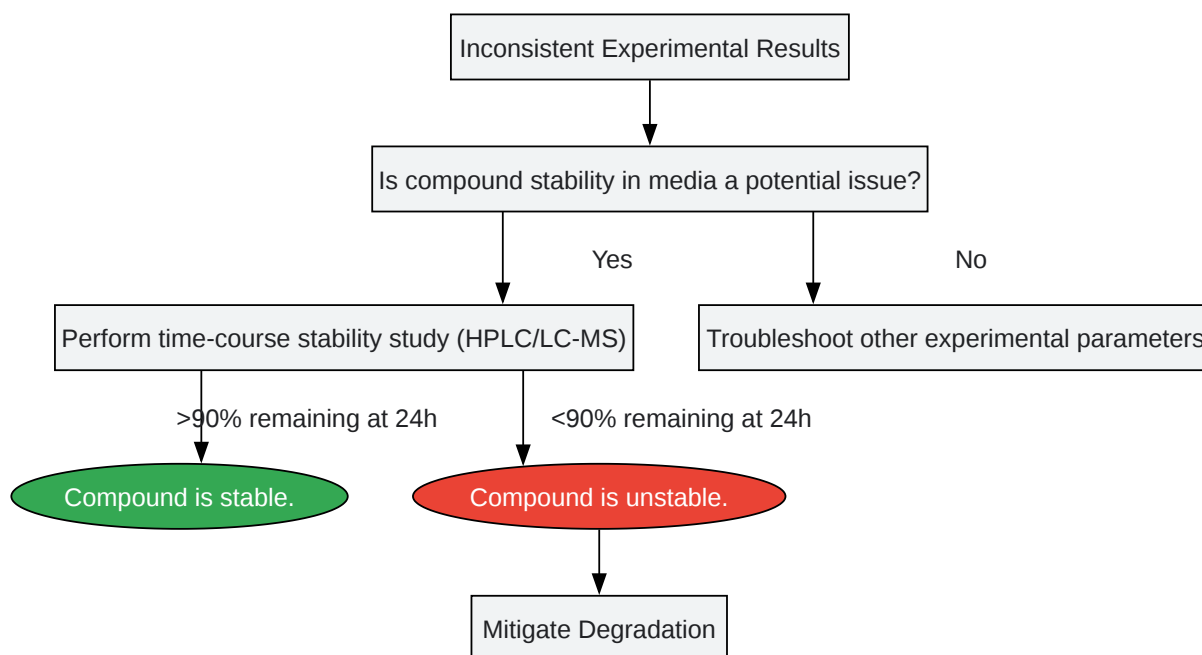 Inconsistent Experimental Results
Is compound stability in media a potential issue?
Yes
No
Perform time-course stability study (HPLC/LC-MS)
Troubleshoot other experimental parameters
>90% remaining at 24h
<90% remaining at 24h
Compound is stable.
Compound is unstable.
Mitigate Degradation